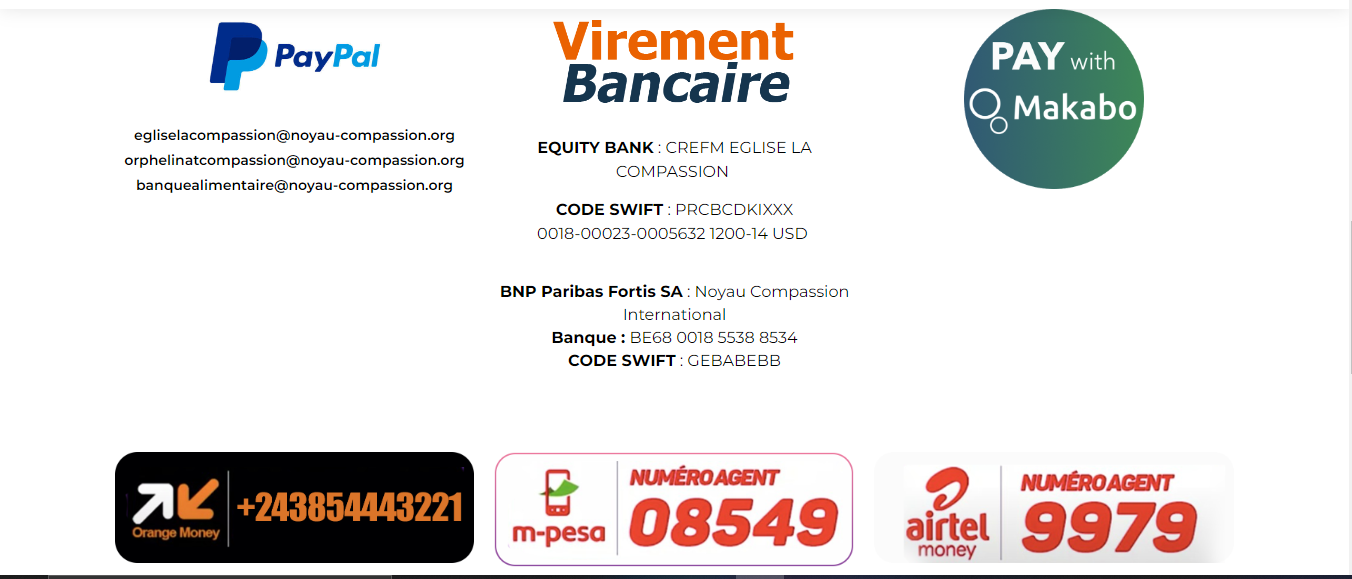 PayPal
egliselacompassion@noyau-compassion.org
orphelinatcompassion@noyau-compassion.org
banquealimentaire@noyau-compassion.org
Virement
Bancaire
EQUITY BANK : CREFM EGLISE LA
COMPASSION
CODE SWIFT : PRCBCDKIXXX
0018-00023-0005632 1200-14 USD
BNP Paribas Fortis SA : Noyau Compassion
International
Banque : BE68 0018 5538 8534
CODE SWIFT : GEBABEBB
PAY with
Makabo
Orange Money
+243854443221
m-pesa
NUMÉRO AGENT
08549
airtel
money
NUMÉRO AGENT
9979